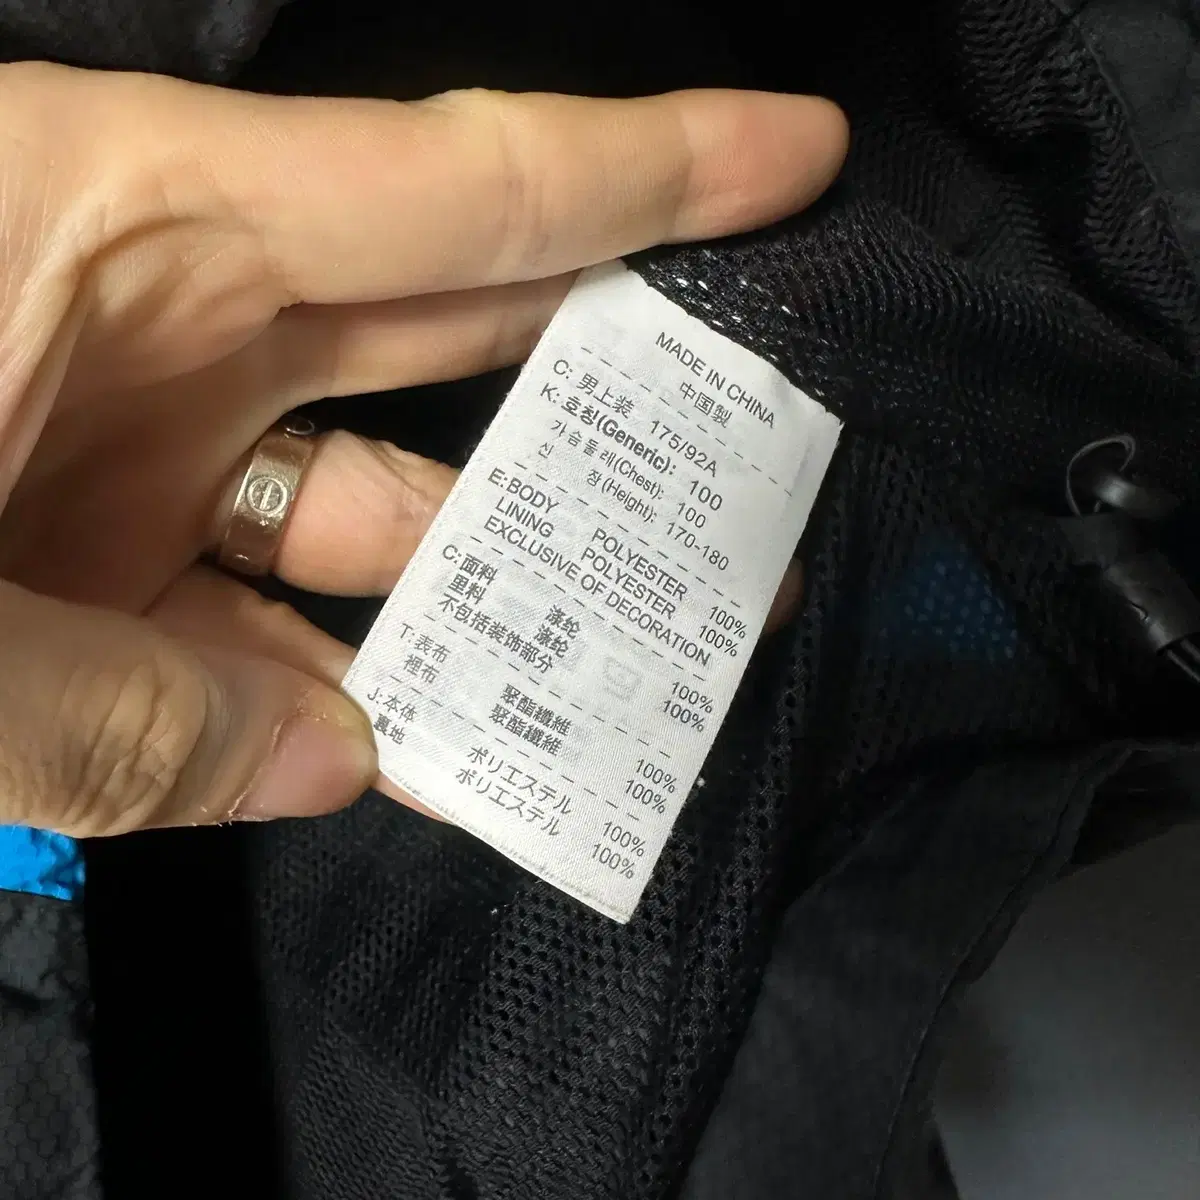 MADE IN CHINA
中国製
C: 男上装 175/92A
K: 호칭(Generic): 100
가슴둘레(Chest): 100
신 장(Height): 170-180
E: BODY POLYESTER 100%
LINING POLYESTER 100%
EXCLUSIVE OF DECORATION
C: 面料 涤纶 100%
里料 涤纶 100%
不包括装饰部分
T: 表布 聚酯纖維 100%
裡布 聚酯纖維 100%
J: 本体 ポリエステル 100%
裏地 ポリエステル 100%